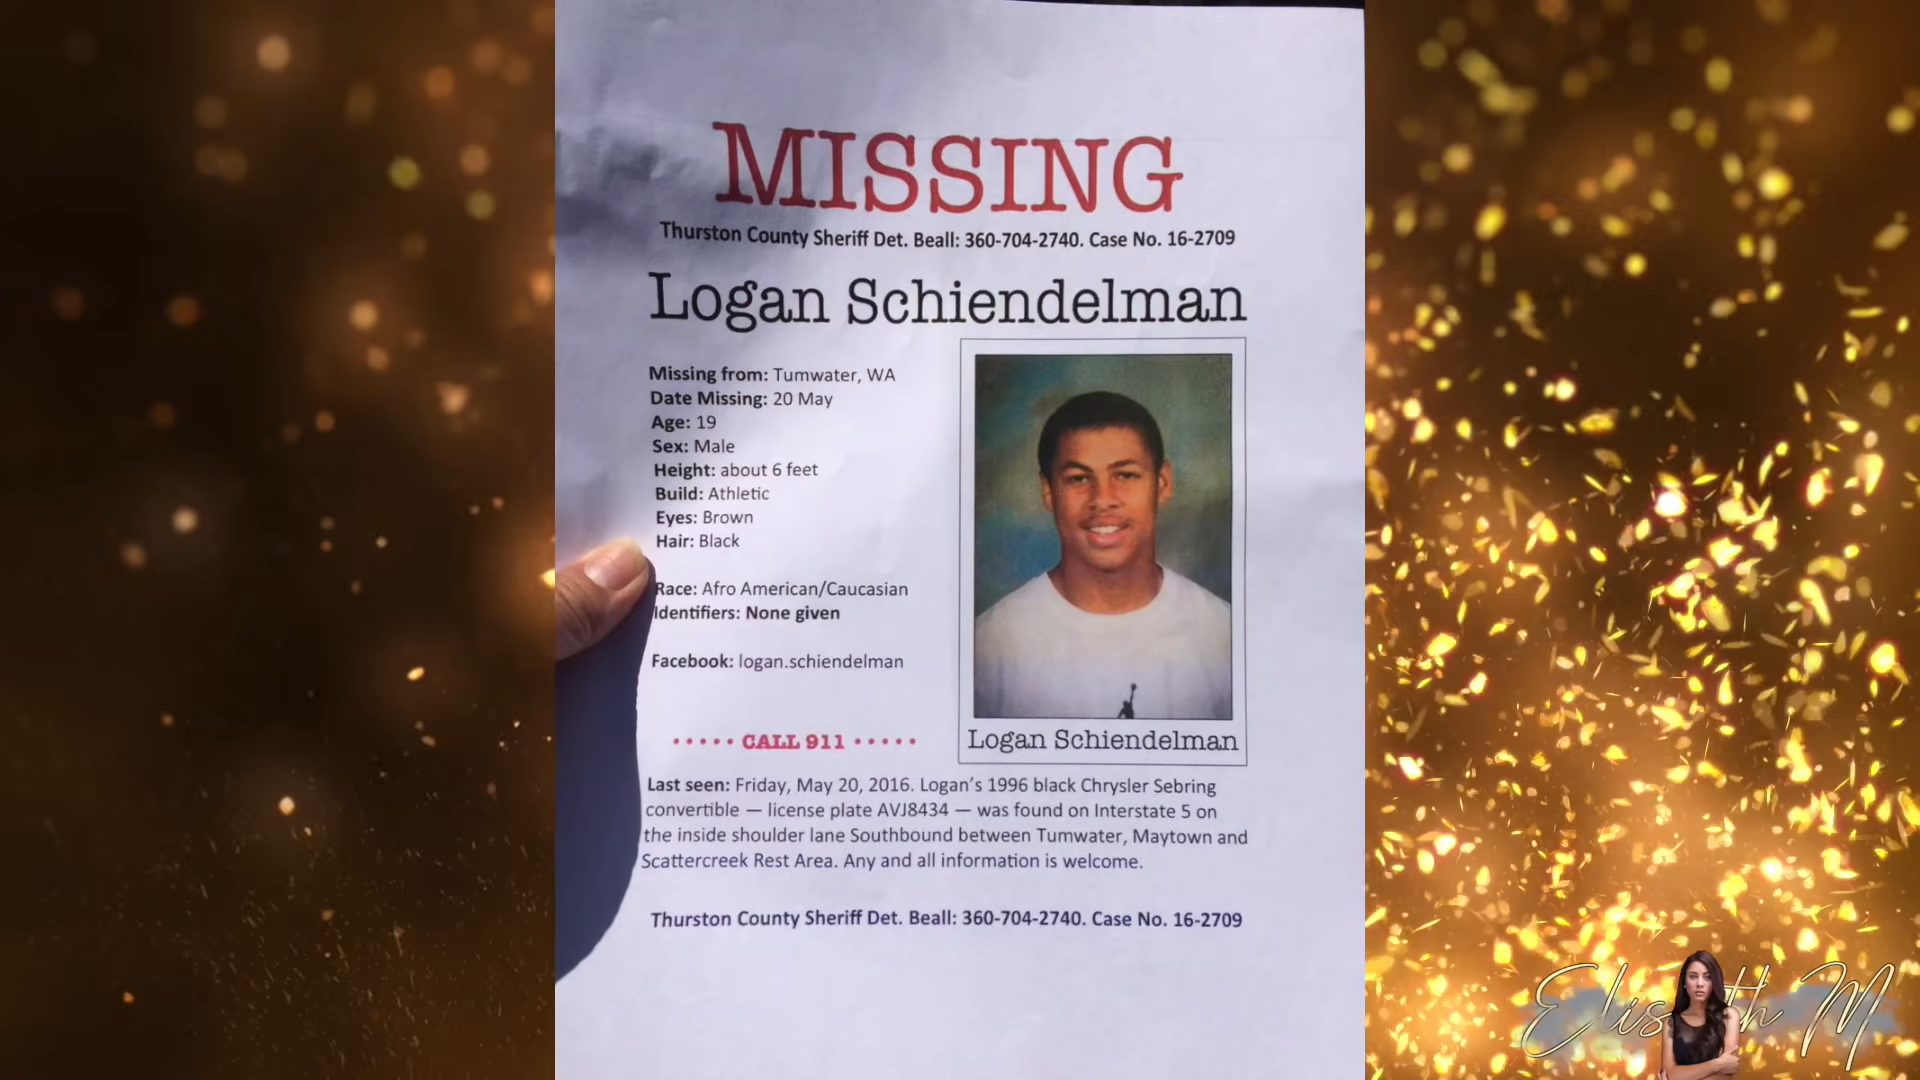 MISSING
Thurston County Sheriff Det. Beall: 360-704-2740. Case No. 16-2709
Logan Schiendelman
Missing from: Tumwater, WA
Date Missing: 20 May
Age: 19
Sex: Male
Height: about 6 feet
Build: Athletic
Eyes: Brown
Hair: Black
Race: Afro American/Caucasian
Identifiers: None given
Facebook: logan.schiendelman
····· CALL 911 ·····
Logan Schiendelman
Last seen: Friday, May 20, 2016. Logan’s 1996 black Chrysler Sebring
convertible — license plate AVJ8434 — was found on Interstate 5 on
the inside shoulder lane Southbound between Tumwater, Maytown and
Scattercreek Rest Area. Any and all information is welcome.
Thurston County Sheriff Det. Beall: 360-704-2740. Case No. 16-2709